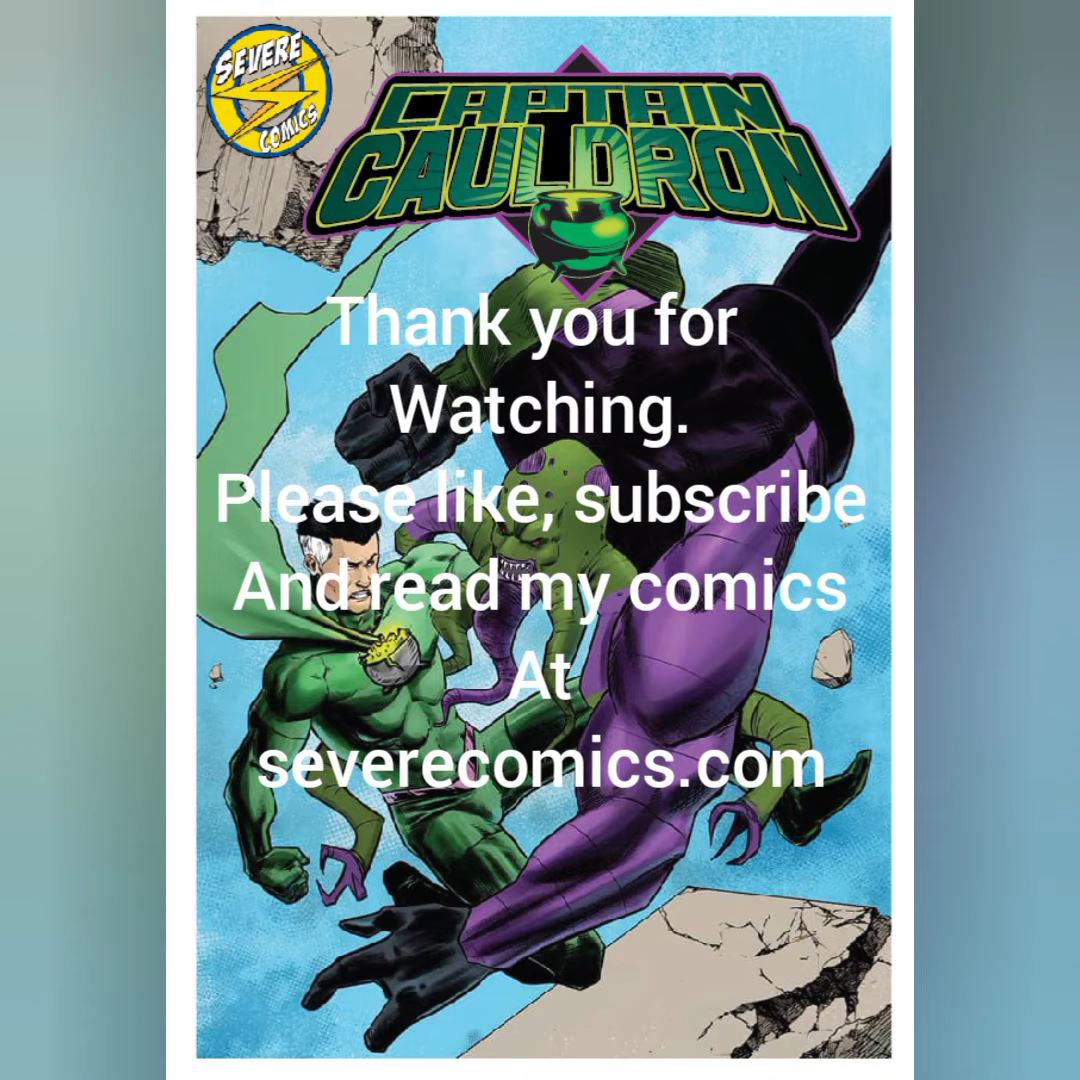 SEVERE
COMICS
CAPTAIN
CAULDRON
Thank you for
Watching.
Please like, subscribe
And read my comics
At
severecomics.com